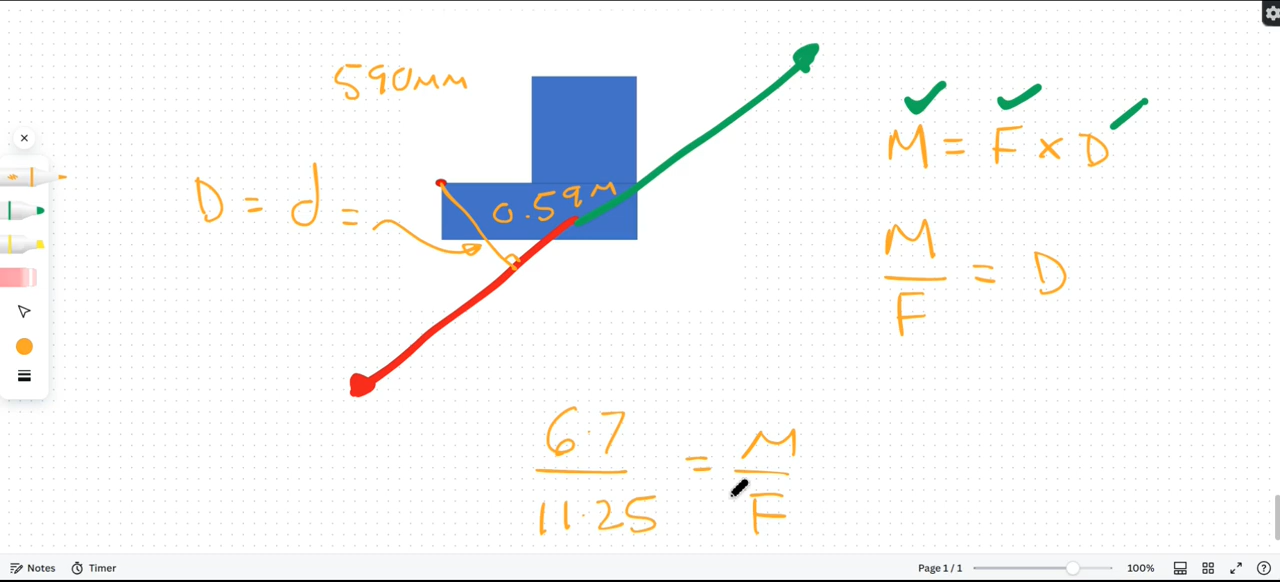 590mm
M = F x D
D = d =
0.59m
M
F
= D
6.7
11.25
= M
F
Notes
Timer
Page 1 / 1
100%